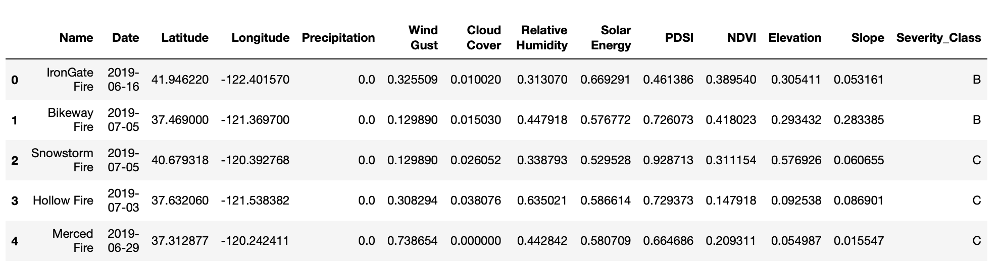 Name Date Latitude Longitude Precipitation Wind Gust Cloud Cover Relative Humidity Solar Energy PDSI NDVI Elevation Slope Severity_Class
0 IronGate Fire 2019-06-16 41.946220 -122.401570 0.0 0.325509 0.010020 0.313070 0.669291 0.461386 0.389540 0.305411 0.053161 B
1 Bikeway Fire 2019-07-05 37.469000 -121.369700 0.0 0.129890 0.015030 0.447918 0.576772 0.726073 0.418023 0.293432 0.283385 B
2 Snowstorm Fire 2019-07-05 40.679318 -120.392768 0.0 0.129890 0.026052 0.338793 0.529528 0.928713 0.311154 0.576926 0.060655 C
3 Hollow Fire 2019-07-03 37.632060 -121.538382 0.0 0.308294 0.038076 0.635021 0.586614 0.729373 0.147918 0.092538 0.086901 C
4 Merced Fire 2019-06-29 37.312877 -120.242411 0.0 0.738654 0.000000 0.442842 0.580709 0.664686 0.209311 0.054987 0.015547 C